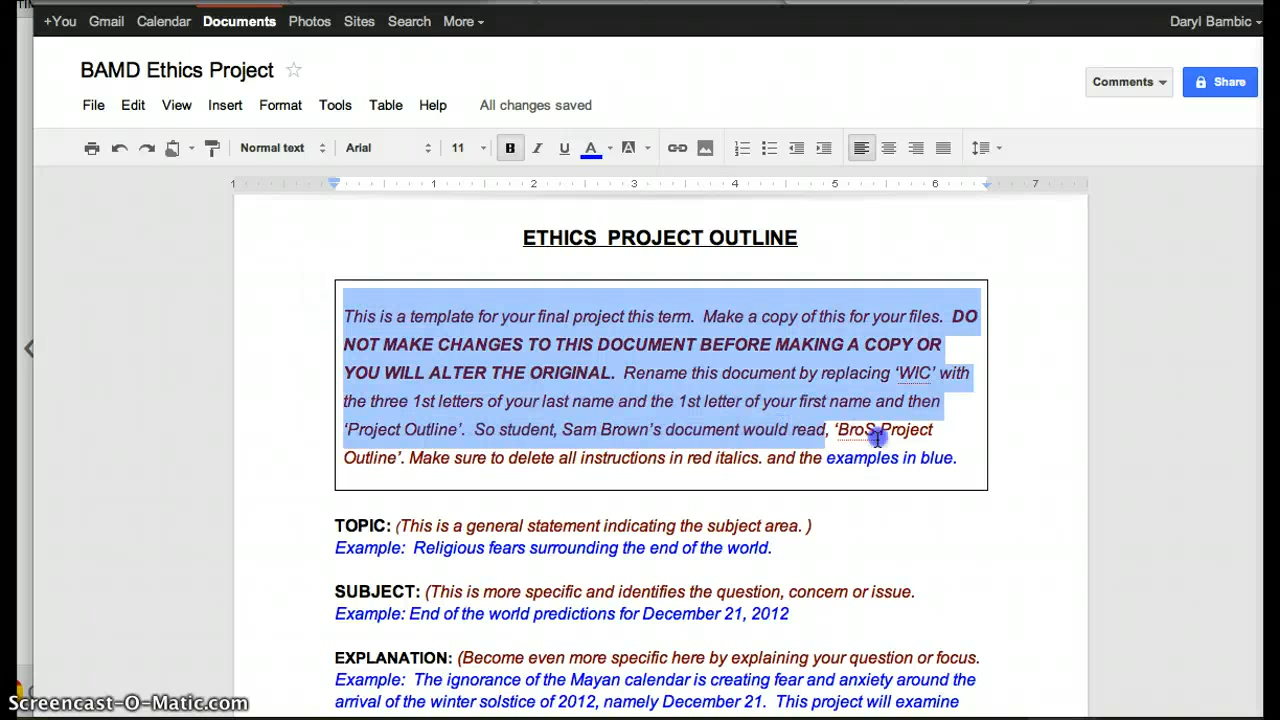 +You Gmail Calendar Documents Photos Sites Search More Daryl Bambic
BAMD Ethics Project
Comments Share
File Edit View Insert Format Tools Table Help All changes saved
Normal text Arial 11 B I U A A
1 1 2 3 4 5 6 7
ETHICS PROJECT OUTLINE
This is a template for your final project this term. Make a copy of this for your files. DO
NOT MAKE CHANGES TO THIS DOCUMENT BEFORE MAKING A COPY OR
YOU WILL ALTER THE ORIGINAL. Rename this document by replacing ‘WIC’ with
the three 1st letters of your last name and the 1st letter of your first name and then
‘Project Outline’. So student, Sam Brown’s document would read, ‘BroS Project
Outline’. Make sure to delete all instructions in red italics. and the examples in blue.
TOPIC: (This is a general statement indicating the subject area. )
Example: Religious fears surrounding the end of the world.
SUBJECT: (This is more specific and identifies the question, concern or issue.
Example: End of the world predictions for December 21, 2012
EXPLANATION: (Become even more specific here by explaining your question or focus.
Example: The ignorance of the Mayan calendar is creating fear and anxiety around the
arrival of the winter solstice of 2012, namely December 21. This project will examine
Screencast-O-Matic.com